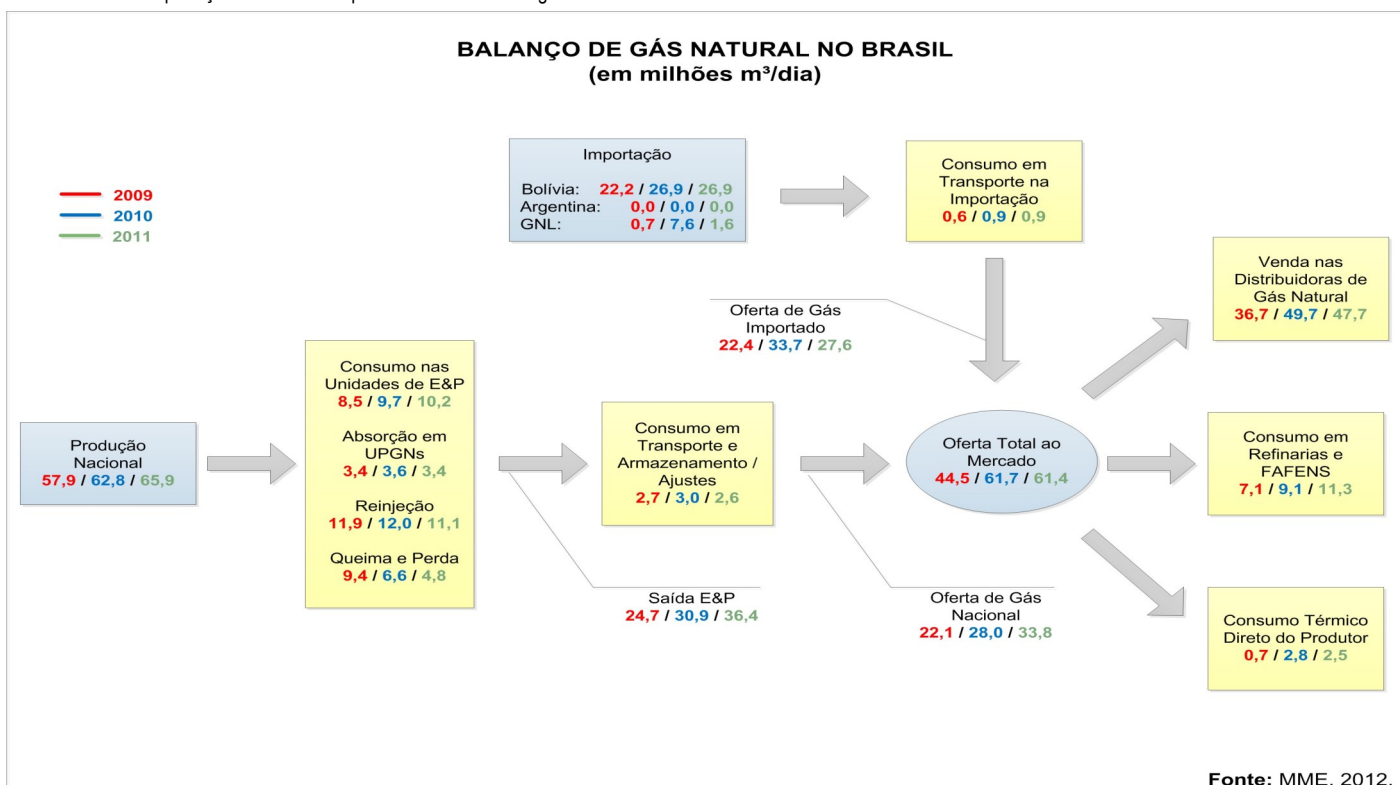 BALANÇO DE GÁS NATURAL NO BRASIL
(em milhões m³/dia)
2009
2010
2011
Importação
Bolívia: 22,2 / 26,9 / 26,9
Argentina: 0,0 / 0,0 / 0,0
GNL: 0,7 / 7,6 / 1,6
Consumo em
Transporte na
Importação
0,6 / 0,9 / 0,9
Oferta de Gás
Importado
22,4 / 33,7 / 27,6
Venda nas
Distribuidoras de
Gás Natural
36,7 / 49,7 / 47,7
Produção
Nacional
57,9 / 62,8 / 65,9
Consumo nas
Unidades de E&P
8,5 / 9,7 / 10,2
Absorção em
UPGNs
3,4 / 3,6 / 3,4
Reinjeção
11,9 / 12,0 / 11,1
Queima e Perda
9,4 / 6,6 / 4,8
Saída E&P
24,7 / 30,9 / 36,4
Consumo em
Transporte e
Armazenamento /
Ajustes
2,7 / 3,0 / 2,6
Oferta de Gás
Nacional
22,1 / 28,0 / 33,8
Oferta Total ao
Mercado
44,5 / 61,7 / 61,4
Consumo em
Refinarias e
FAFENS
7,1 / 9,1 / 11,3
Consumo Térmico
Direto do Produtor
0,7 / 2,8 / 2,5
Fonte: MME, 2012.